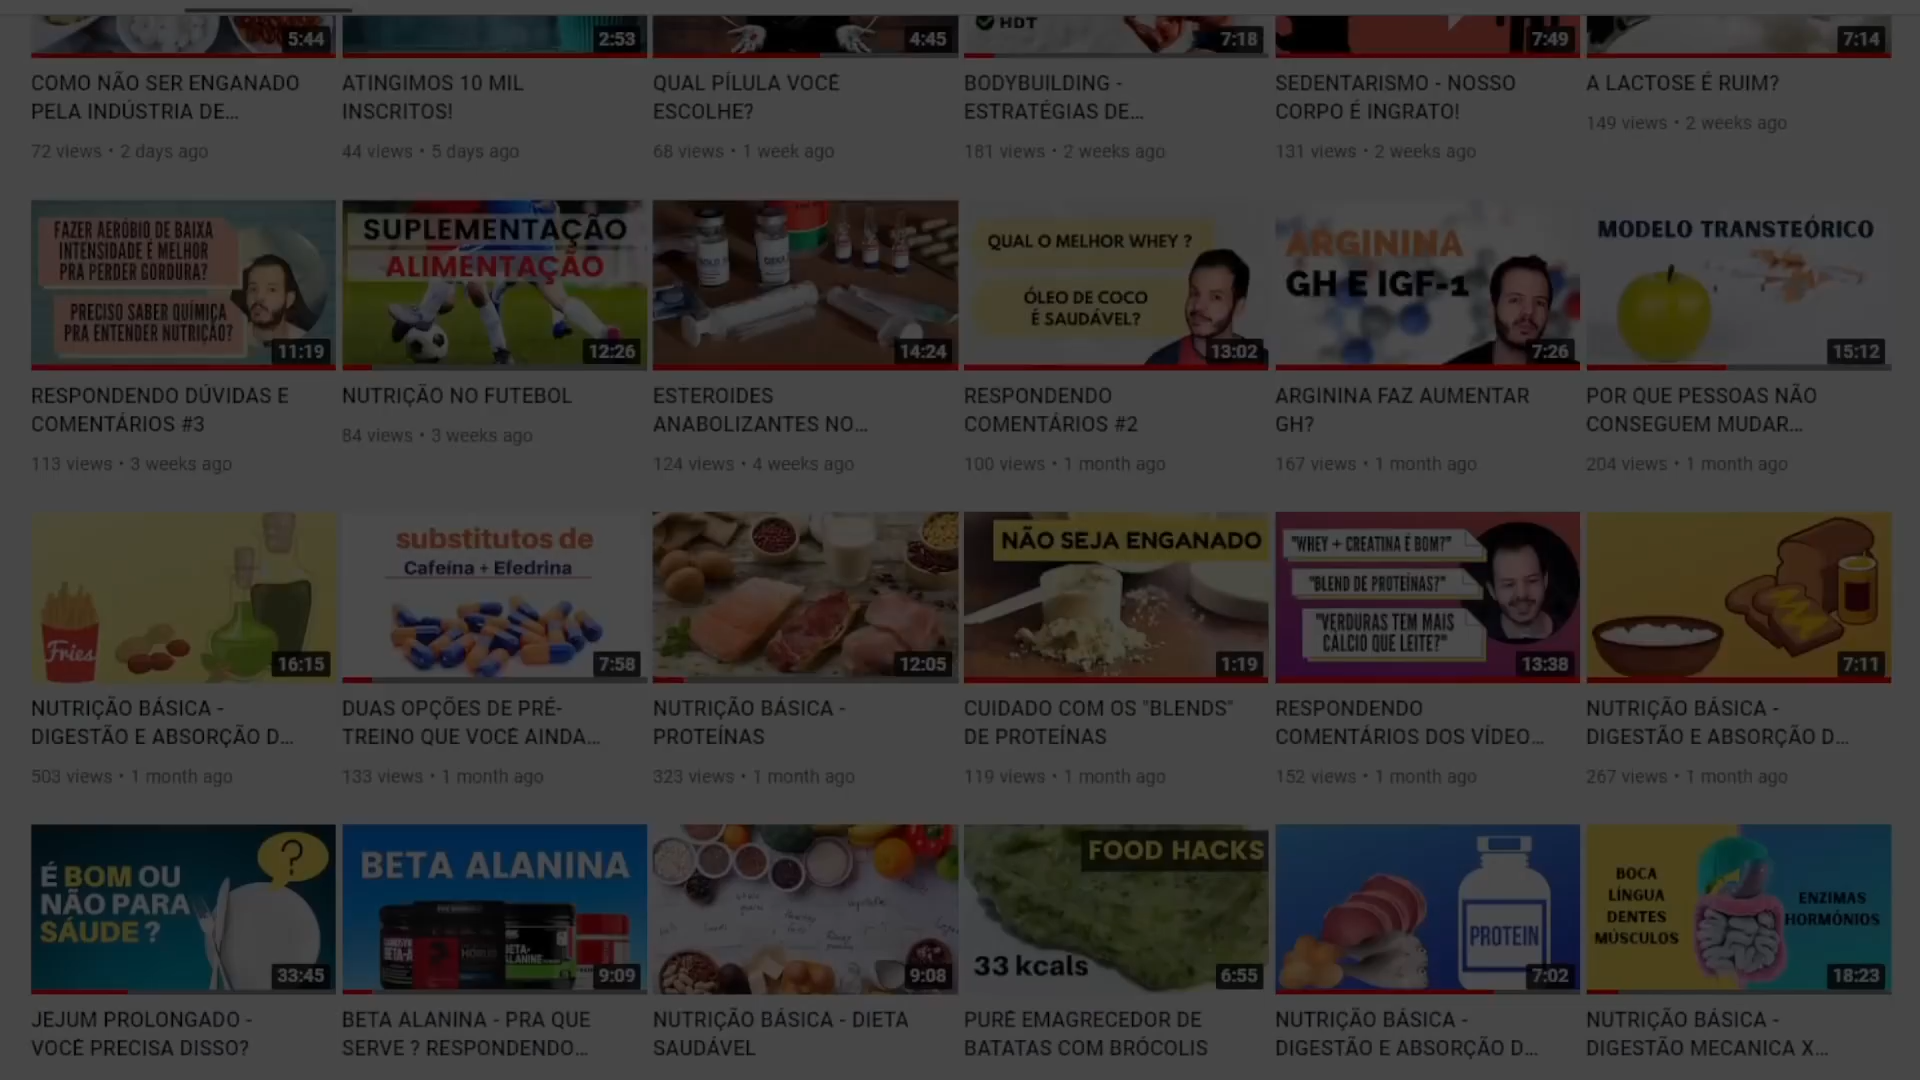 HDT
5:44
2:53
4:45
7:18
7:49
7:14
COMO NÃO SER ENGANADO
PELA INDÚSTRIA DE...
72 views • 2 days ago
ATINGIMOS 10 MIL
INSCRITOS!
44 views • 5 days ago
QUAL PÍLULA VOCÊ
ESCOLHE?
68 views • 1 week ago
BODYBUILDING -
ESTRATÉGIAS DE...
181 views • 2 weeks ago
SEDENTARISMO - NOSSO
CORPO É INGRATO!
131 views • 2 weeks ago
A LACTOSE É RUIM?
149 views • 2 weeks ago
FAZER AERÓBIO DE BAIXA
INTENSIDADE É MELHOR
PRA PERDER GORDURA?
PRECISO SABER QUÍMICA
PRA ENTENDER NUTRIÇÃO?
11:19
RESPONDENDO DÚVIDAS E
COMENTÁRIOS #3
113 views • 3 weeks ago
SUPLEMENTAÇÃO
ALIMENTAÇÃO
12:26
NUTRIÇÃO NO FUTEBOL
84 views • 3 weeks ago
14:24
ESTEROIDES
ANABOLIZANTES NO...
124 views • 4 weeks ago
QUAL O MELHOR WHEY ?
ÓLEO DE COCO
É SAUDÁVEL?
13:02
RESPONDENDO
COMENTÁRIOS #2
100 views • 1 month ago
ARGININA
GH E IGF-1
7:26
ARGININA FAZ AUMENTAR
GH?
167 views • 1 month ago
MODELO TRANSTEÓRICO
15:12
POR QUE PESSOAS NÃO
CONSEGUEM MUDAR...
204 views • 1 month ago
Fries
16:15
NUTRIÇÃO BÁSICA -
DIGESTÃO E ABSORÇÃO D...
503 views • 1 month ago
substitutos de
Cafeína + Efedrina
7:58
DUAS OPÇÕES DE PRÉ-
TREINO QUE VOCÊ AINDA...
133 views • 1 month ago
12:05
NUTRIÇÃO BÁSICA -
PROTEÍNAS
323 views • 1 month ago
NÃO SEJA ENGANADO
1:19
CUIDADO COM OS "BLENDS"
DE PROTEÍNAS
119 views • 1 month ago
"WHEY + CREATINA É BOM?"
"BLEND DE PROTEÍNAS?"
"VERDURAS TEM MAIS
CÁLCIO QUE LEITE?"
13:38
RESPONDENDO
COMENTÁRIOS DOS VÍDEO...
152 views • 1 month ago
7:11
NUTRIÇÃO BÁSICA -
DIGESTÃO E ABSORÇÃO D...
267 views • 1 month ago
É BOM OU
NÃO PARA
SAÚDE ?
?
33:45
JEJUM PROLONGADO -
VOCÊ PRECISA DISSO?
BETA ALANINA
BETA-
ALANINE
9:09
BETA ALANINA - PRA QUE
SERVE ? RESPONDENDO...
9:08
NUTRIÇÃO BÁSICA - DIETA
SAUDÁVEL
FOOD HACKS
33 kcals
6:55
PURÊ EMAGRECEDOR DE
BATATAS COM BRÓCOLIS
PROTEIN
7:02
NUTRIÇÃO BÁSICA -
DIGESTÃO E ABSORÇÃO D...
BOCA
LÍNGUA
DENTES
MÚSCULOS
ENZIMAS
HORMÔNIOS
18:23
NUTRIÇÃO BÁSICA -
DIGESTÃO MECANICA X...